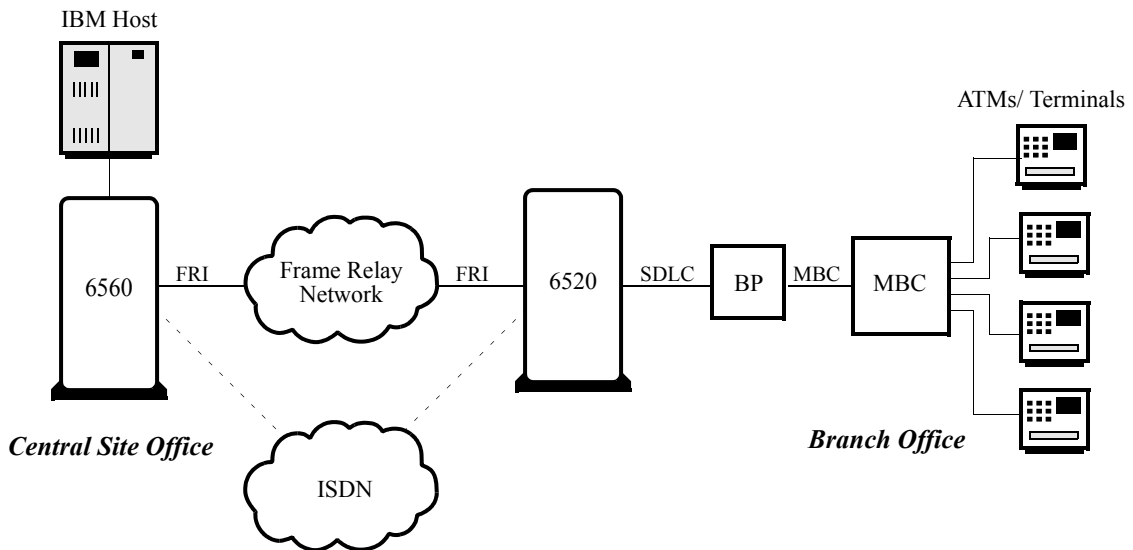 IBM Host
ATMs/ Terminals
6560
FRI
Frame Relay
Network
FRI
6520
SDLC
BP
MBC
MBC
Central Site Office
Branch Office
ISDN